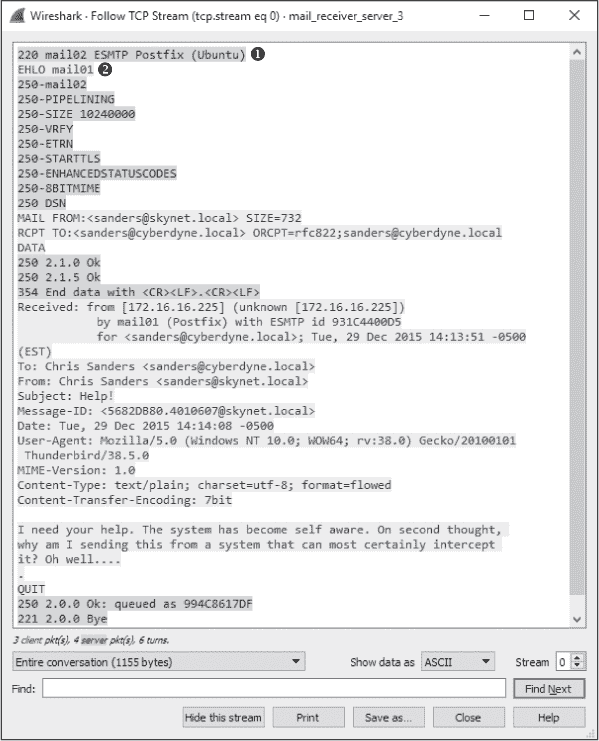 Wireshark · Follow TCP Stream (tcp.stream eq 0) · mail_receiver_server_3
220 mail02 ESMTP Postfix (Ubuntu) ❶
EHLO mail01 ❷
250-mail02
250-PIPELINING
250-SIZE 10240000
250-VRFY
250-ETRN
250-STARTTLS
250-ENHANCEDSTATUSCODES
250-8BITMIME
250 DSN
MAIL FROM:<sanders@skynet.local> SIZE=732
RCPT TO:<sanders@cyberdyne.local> ORCPT=rfc822;sanders@cyberdyne.local
DATA
250 2.1.0 Ok
250 2.1.5 Ok
354 End data with <CR><LF>.<CR><LF>
Received: from [172.16.16.225] (unknown [172.16.16.225])
by mail01 (Postfix) with ESMTP id 931C4400D5
for <sanders@cyberdyne.local>; Tue, 29 Dec 2015 14:13:51 -0500
(EST)
To: Chris Sanders <sanders@cyberdyne.local>
From: Chris Sanders <sanders@skynet.local>
Subject: Help!
Message-ID: <5682DB80.4010607@skynet.local>
Date: Tue, 29 Dec 2015 14:14:08 -0500
User-Agent: Mozilla/5.0 (Windows NT 10.0; WOW64; rv:38.0) Gecko/20100101
Thunderbird/38.5.0
MIME-Version: 1.0
Content-Type: text/plain; charset=utf-8; format=flowed
Content-Transfer-Encoding: 7bit
I need your help. The system has become self aware. On second thought,
why am I sending this from a system that can most certainly intercept
it? Oh well....
.
QUIT
250 2.0.0 Ok: queued as 994C8617DF
221 2.0.0 Bye
3 client pkt(s), 4 server pkt(s), 6 turns.
Entire conversation (1155 bytes) Show data as ASCII Stream 0
Find: Find Next
Hide this stream Print Save as... Close Help